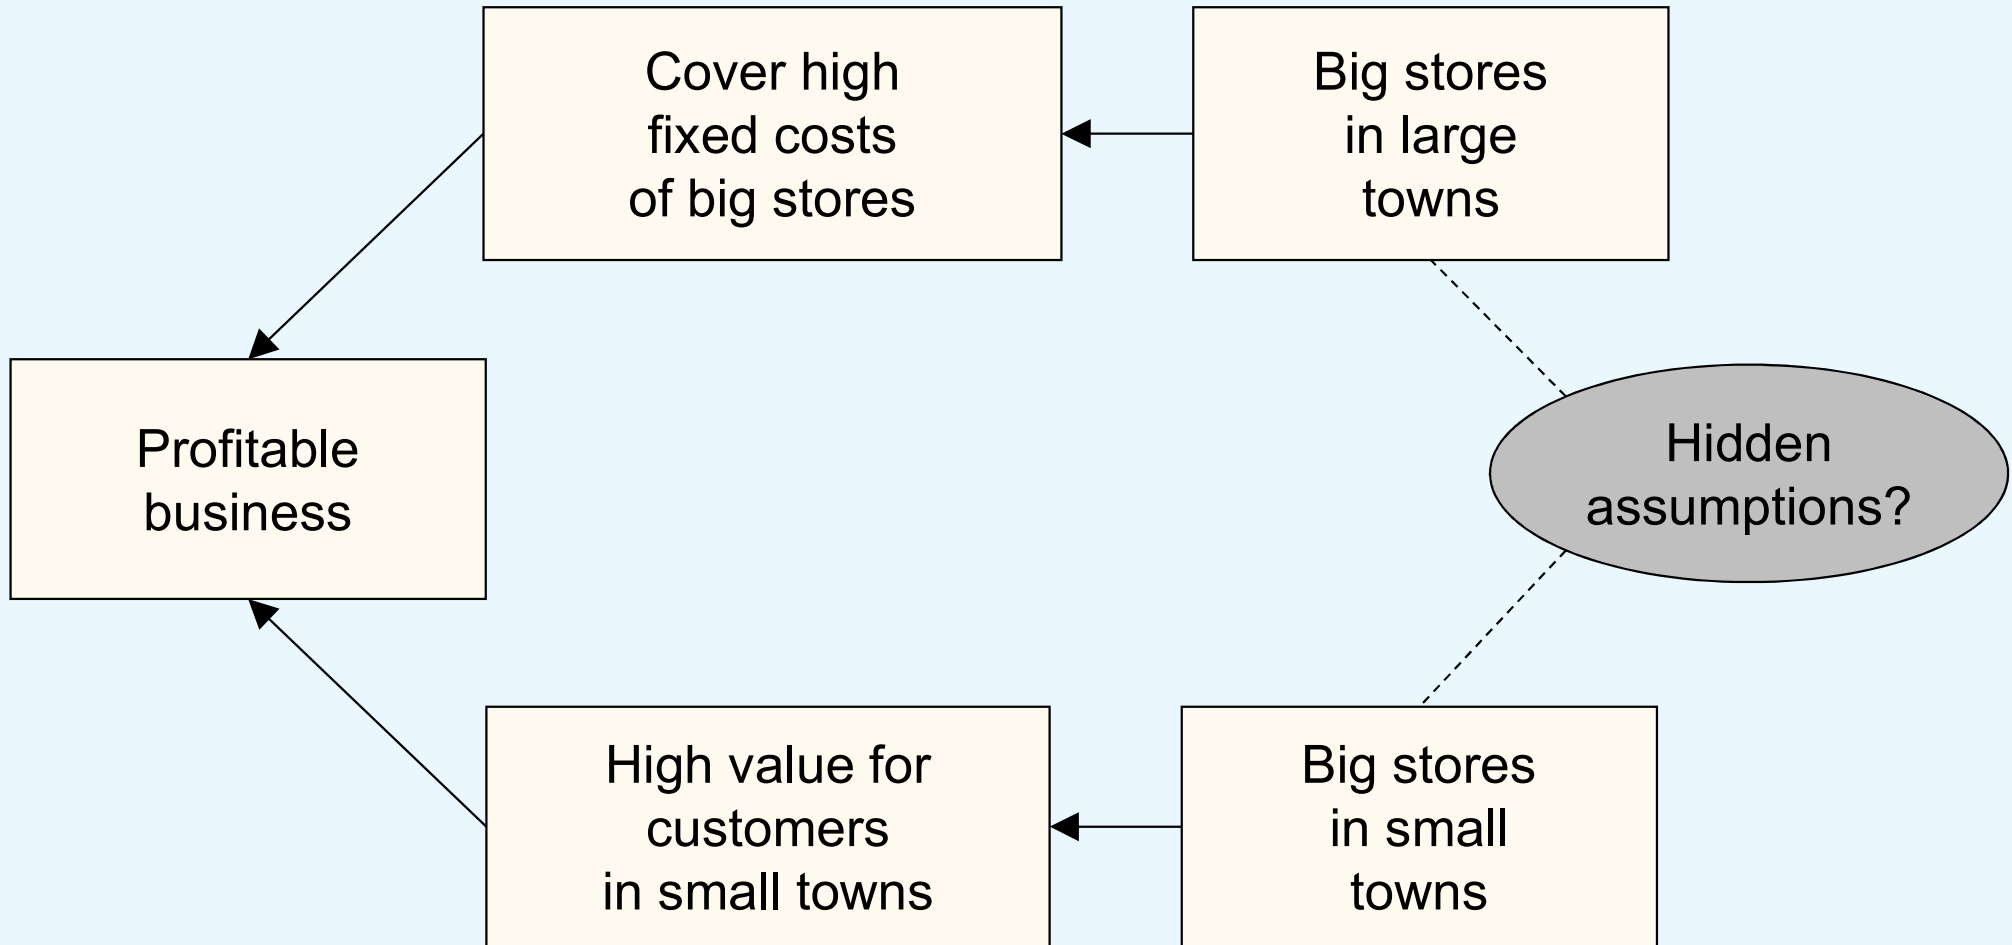 Cover high
fixed costs
of big stores
Big stores
in large
towns
Profitable
business
Hidden
assumptions?
High value for
customers
in small towns
Big stores
in small
towns